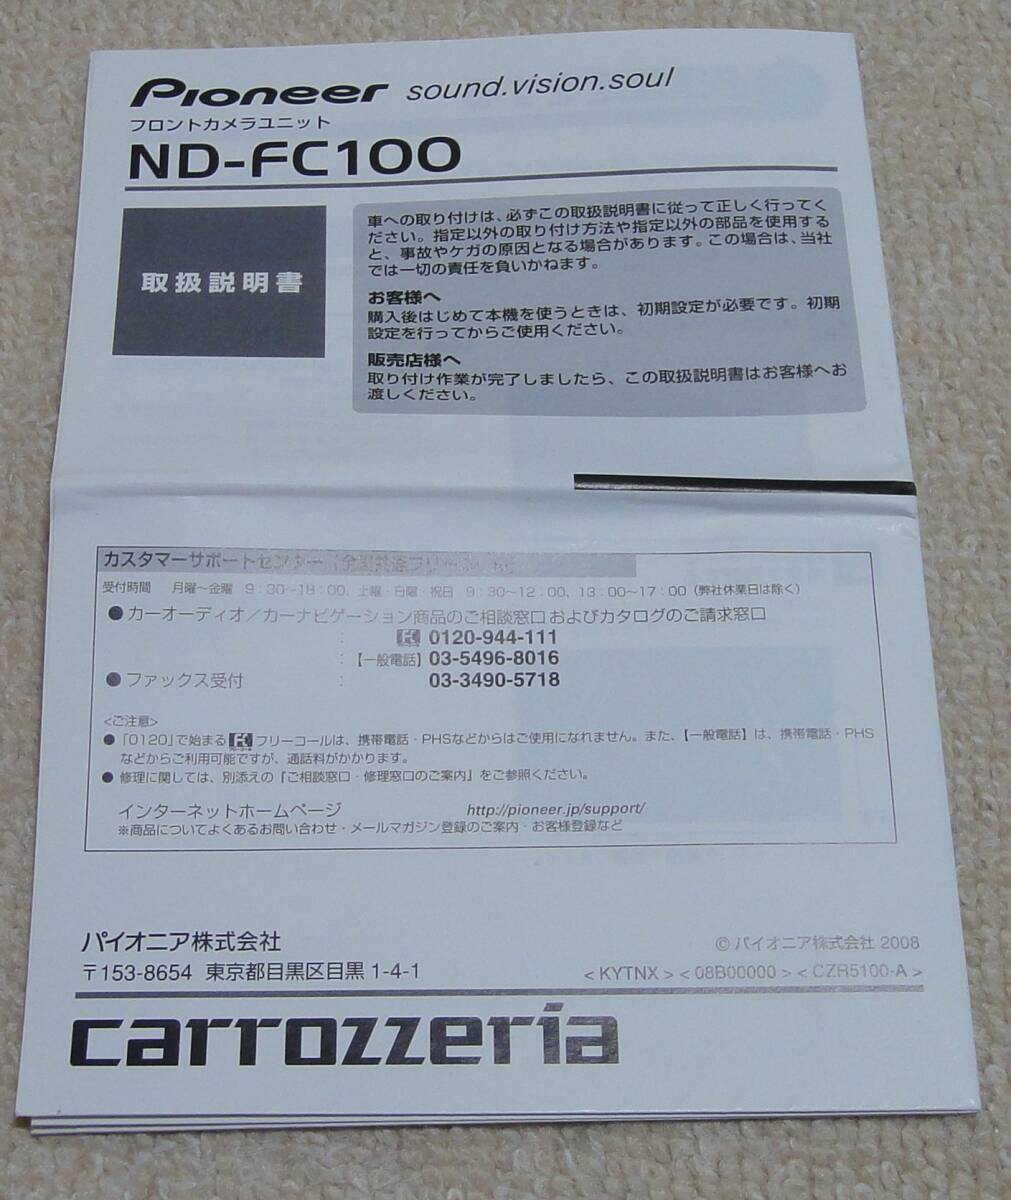 Pioneer sound.vision.soul
フロントカメラユニット
ND-FC100
取扱説明書
車への取り付けは、必ずこの取扱説明書に従って正しく行ってく
ださい。指定以外の取り付け方法や指定以外の部品を使用する
と、事故やケガの原因となる場合があります。この場合は、当社
では一切の責任を負いかねます。
お客様へ
購入後はじめて本機を使うときは、初期設定が必要です。初期
設定を行ってからご使用ください。
販売店様へ
取り付け作業が完了しましたら、この取扱説明書はお客様へお
渡しください。
カスタマーサポートセンター（全国共通フリーコール）
受付時間 月曜〜金曜 9：30〜18：00、土曜・日曜・祝日 9：30〜12：00、13：00〜17：00（弊社休業日は除く）
●カーオーディオ／カーナビゲーション商品のご相談窓口 およびカタログのご請求窓口
： FC 0120-944-111
：【一般電話】03-5496-8016
●ファックス受付 ： 03-3490-5718
<ご注意>
●「0120」で始まる FC フリーコールは、携帯電話・PHSなどからはご使用になれません。また、【一般電話】は、携帯電話・PHS
などからご利用可能ですが、通話料がかかります。
●修理に関しては、別添えの『ご相談窓口・修理窓口のご案内』をご参照ください。
インターネットホームページ http://pioneer.jp/support/
※商品についてよくあるお問い合わせ・メールマガジン登録のご案内・お客様登録など
パイオニア株式会社
© パイオニア株式会社 2008
〒153-8654 東京都目黒区目黒 1-4-1
< KYTNX > < 08B00000 > < CZR5100-A >
carrozzeria